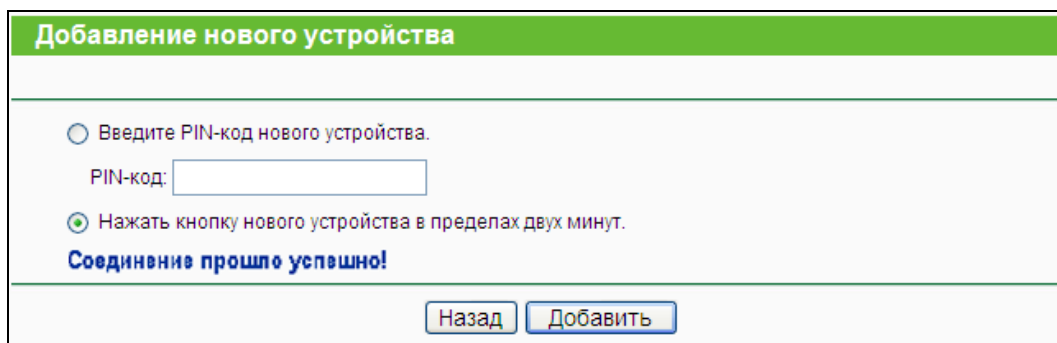 Добавление нового устройства
Введите PIN-код нового устройства.
PIN-код:
Нажать кнопку нового устройства в пределах двух минут.
Соединение прошло успешно!
Назад Добавить